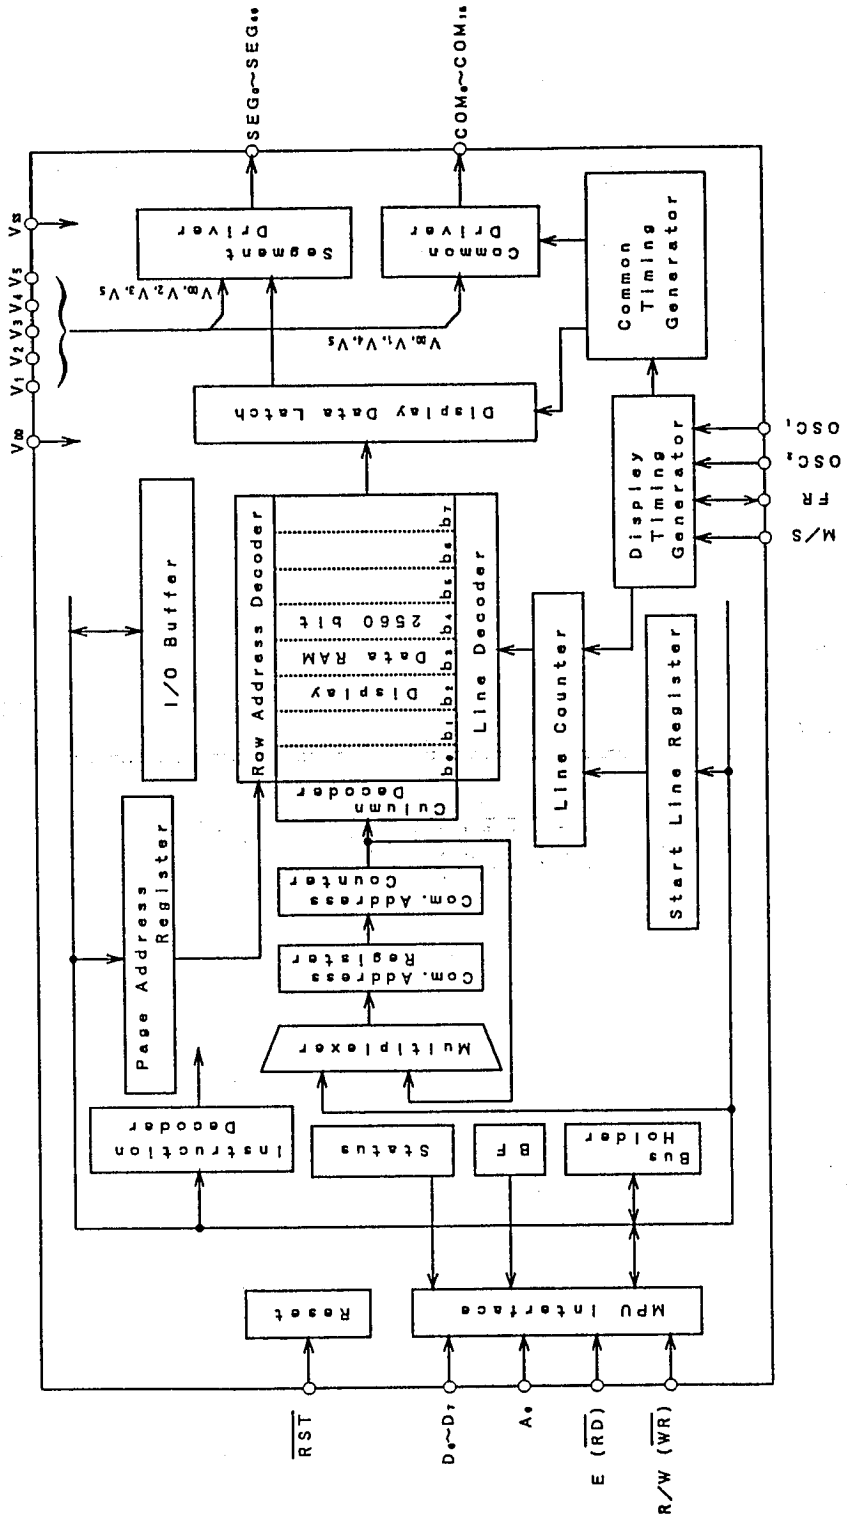 SEG₀~SEG₆₀
COM₀~COM₁₅
VSS
V5
V4
V3
V2
V1
VDD
Segment
Driver
Common
Driver
Common
Timing
Generator
VDD, V2, V3, V5
VDD, V1, V4, V5
Display Data Latch
Display
Timing
Generator
OSC₁
OSC₂
FR
M/S
I/O Buffer
Row Address Decoder
Display
Data RAM
2560 bit
b₀ b₁ b₂ b₃ b₄ b₅ b₆ b₇
Line Decoder
Culumn
Decoder
Line Counter
Start Line Register
Page Address
Register
Com. Address
Counter
Com. Address
Register
Multiplexer
Instruction
Decoder
Status
BF
Bus
Holder
Reset
MPU Interface
R̅S̅T̅
D₀~D₇
A₀
E (R̅D̅)
R/W (W̅R̅)